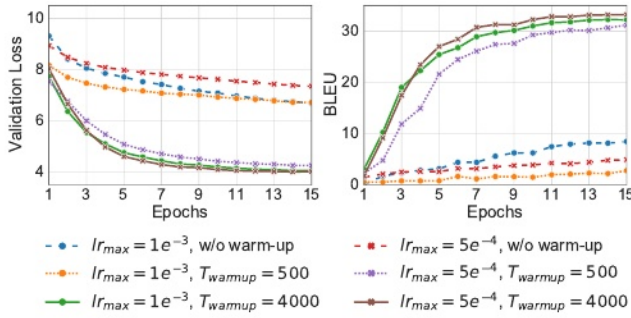 Validation Loss
10
8
6
4
1 3 5 7 9 11 13 15
Epochs
BLEU
30
20
10
0
1 3 5 7 9 11 13 15
Epochs
lr_max = 1e^-3, w/o warm-up
lr_max = 1e^-3, T_warmup = 500
lr_max = 1e^-3, T_warmup = 4000
lr_max = 5e^-4, w/o warm-up
lr_max = 5e^-4, T_warmup = 500
lr_max = 5e^-4, T_warmup = 4000